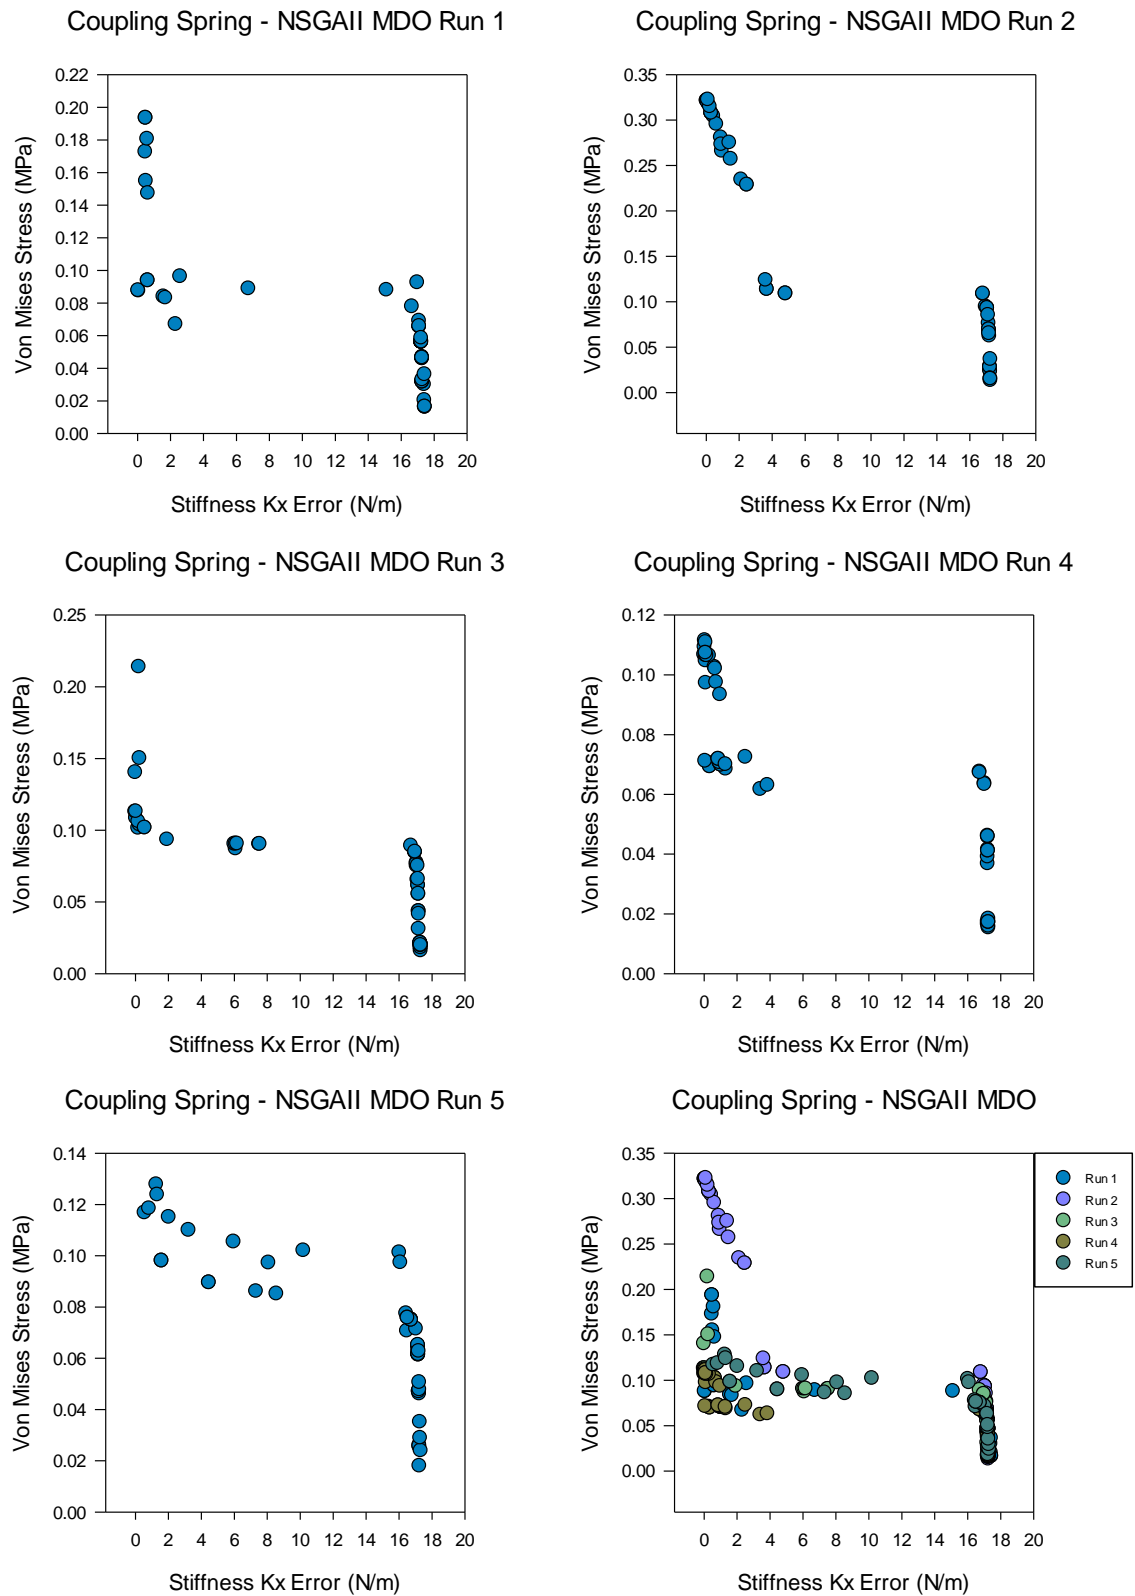 Coupling Spring - NSGAII MDO Run 1
Von Mises Stress (MPa)
0.22
0.20
0.18
0.16
0.14
0.12
0.10
0.08
0.06
0.04
0.02
0.00
0 2 4 6 8 10 12 14 16 18 20
Stiffness Kx Error (N/m)
Coupling Spring - NSGAII MDO Run 2
Von Mises Stress (MPa)
0.35
0.30
0.25
0.20
0.15
0.10
0.05
0.00
0 2 4 6 8 10 12 14 16 18 20
Stiffness Kx Error (N/m)
Coupling Spring - NSGAII MDO Run 3
Von Mises Stress (MPa)
0.25
0.20
0.15
0.10
0.05
0.00
0 2 4 6 8 10 12 14 16 18 20
Stiffness Kx Error (N/m)
Coupling Spring - NSGAII MDO Run 4
Von Mises Stress (MPa)
0.12
0.10
0.08
0.06
0.04
0.02
0.00
0 2 4 6 8 10 12 14 16 18 20
Stiffness Kx Error (N/m)
Coupling Spring - NSGAII MDO Run 5
Von Mises Stress (MPa)
0.14
0.12
0.10
0.08
0.06
0.04
0.02
0.00
0 2 4 6 8 10 12 14 16 18 20
Stiffness Kx Error (N/m)
Coupling Spring - NSGAII MDO
Von Mises Stress (MPa)
0.35
0.30
0.25
0.20
0.15
0.10
0.05
0.00
0 2 4 6 8 10 12 14 16 18 20
Stiffness Kx Error (N/m)
Run 1
Run 2
Run 3
Run 4
Run 5